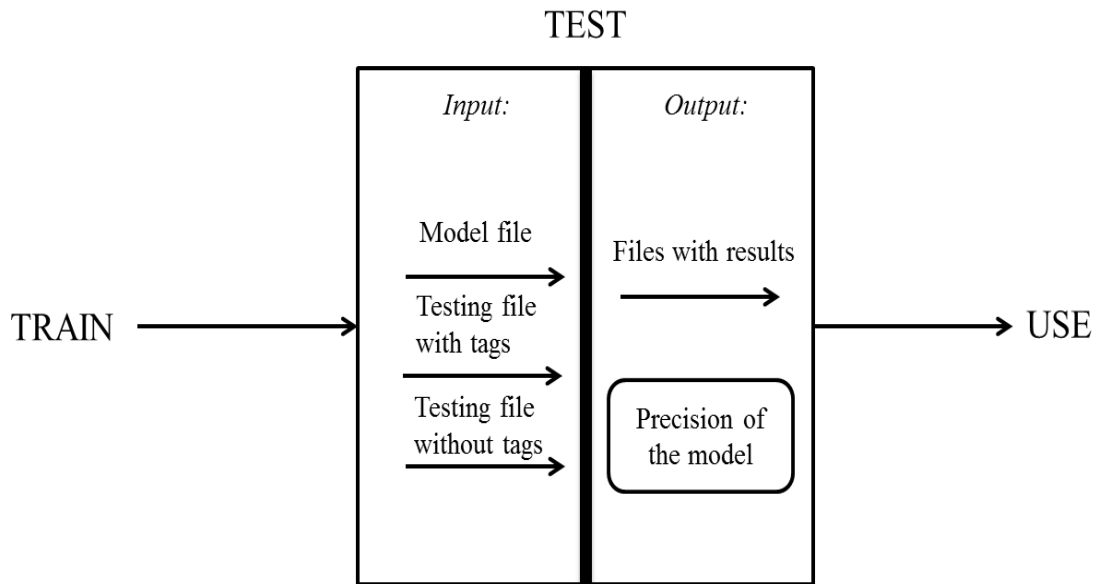 TEST
Input:
Output:
Model file
Files with results
Testing file
with tags
TRAIN
USE
Testing file
without tags
Precision of
the model